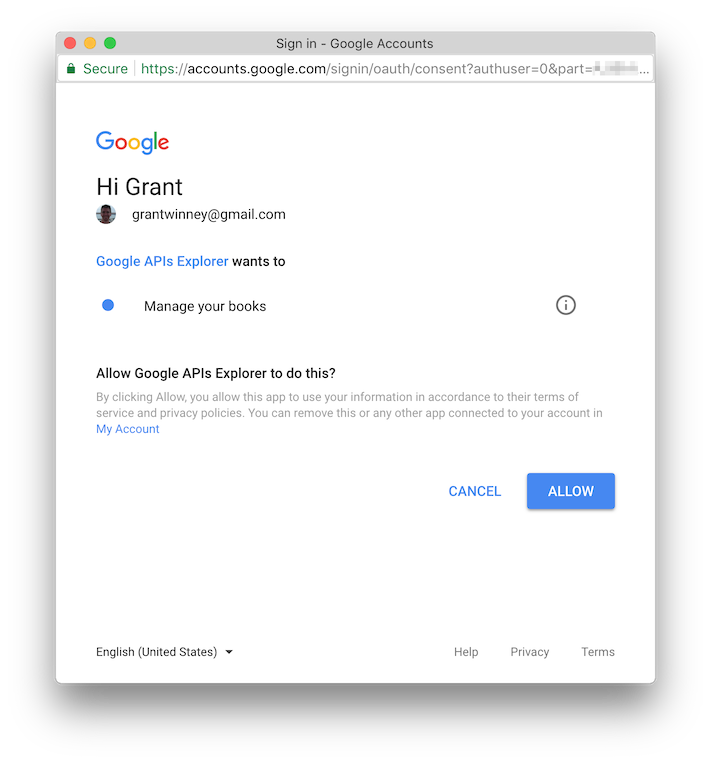 Sign in - Google Accounts
Secure https://accounts.google.com/signin/oauth/consent?authuser=0&part=
Google
Hi Grant
grantwinney@gmail.com
Google APIs Explorer wants to
Manage your books
Allow Google APIs Explorer to do this?
By clicking Allow, you allow this app to use your information in accordance to their terms of
service and privacy policies. You can remove this or any other app connected to your account in
My Account
CANCEL ALLOW
English (United States) Help Privacy Terms